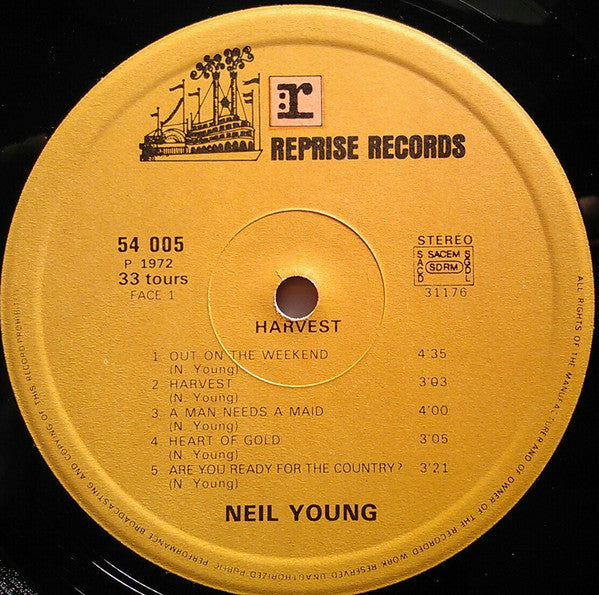 r
REPRISE RECORDS
54 005
P 1972
33 tours
FACE 1
STEREO
SACD SACEM SGDL
SDRM
31176
HARVEST
1 OUT ON THE WEEKEND 4'35
(N. Young)
2 HARVEST 3'03
(N. Young)
3 A MAN NEEDS A MAID 4'00
(N. Young)
4 HEART OF GOLD 3'05
(N. Young)
5 ARE YOU READY FOR THE COUNTRY? 3'21
(N. Young)
NEIL YOUNG
ALL RIGHTS OF THE MANUFACTURER AND OF OWNER OF THE RECORDED WORK RESERVED UNAUTHORIZED PUBLIC PERFORMANCE BROADCASTING AND COPYING OF THIS RECORD PROHIBITED